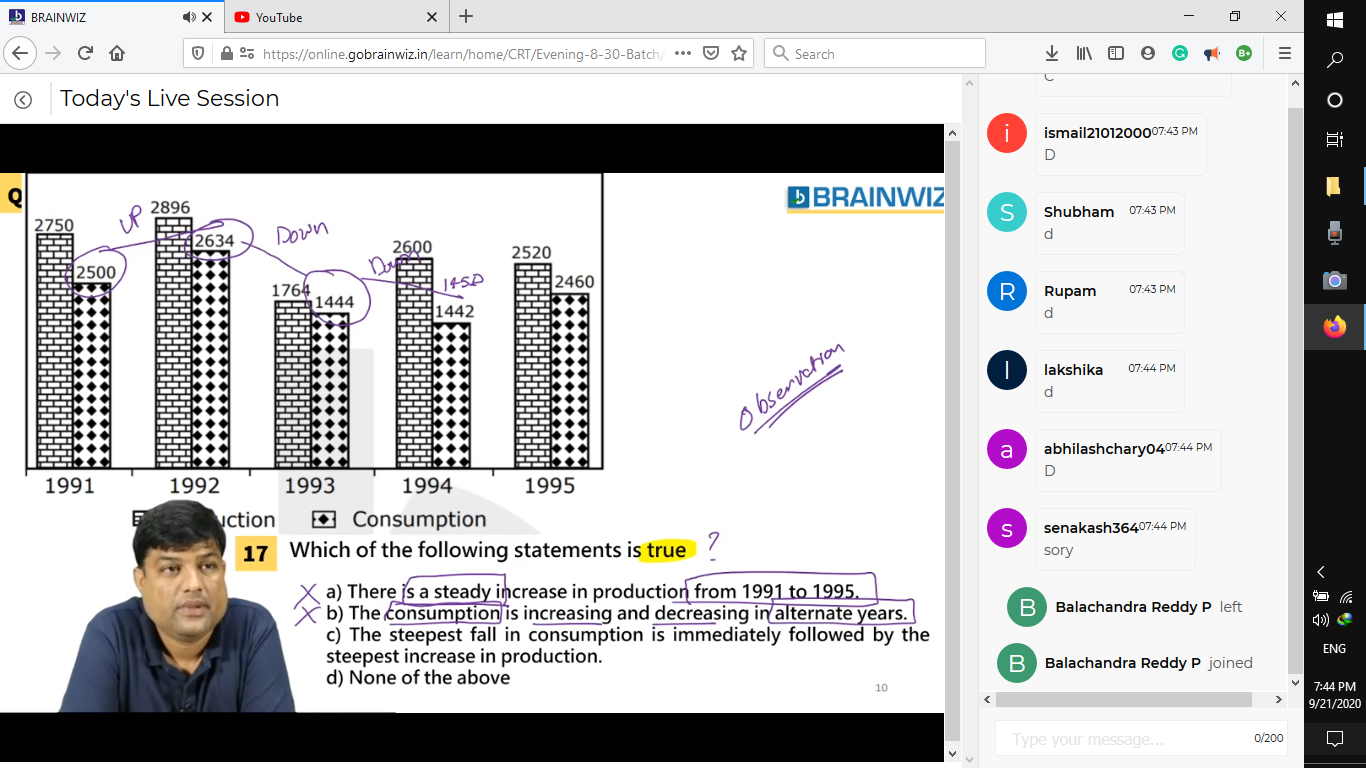 BRAINWIZ
YouTube
https://online.gobrainwiz.in/learn/home/CRT/Evening-8-30-Batch/
Search
Today's Live Session
Q
BRAINWIZ
2750
2500
2896
2634
1764
1444
2600
1442
2520
2460
UP
Down
Down
1450
Observation
1991 1992 1993 1994 1995
uction Consumption
17 Which of the following statements is true ?
a) There is a steady increase in production from 1991 to 1995.
b) The consumption is increasing and decreasing in alternate years.
c) The steepest fall in consumption is immediately followed by the
steepest increase in production.
d) None of the above
10
C
i ismail21012000 07:43 PM
D
S Shubham 07:43 PM
d
R Rupam 07:43 PM
d
l lakshika 07:44 PM
d
a abhilashchary04 07:44 PM
D
s senakash364 07:44 PM
sory
B Balachandra Reddy P left
B Balachandra Reddy P joined
Type your message...
0/200
ENG
7:44 PM
9/21/2020